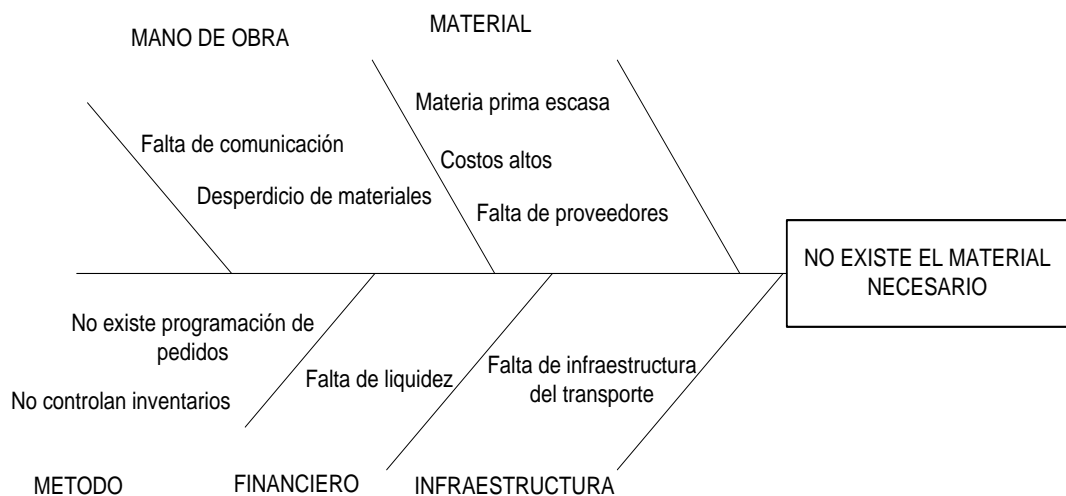 MANO DE OBRA
MATERIAL
Materia prima escasa
Falta de comunicación
Costos altos
Desperdicio de materiales
Falta de proveedores
NO EXISTE EL MATERIAL
NECESARIO
No existe programación de
pedidos
No controlan inventarios
Falta de liquidez
Falta de infraestructura
del transporte
METODO
FINANCIERO
INFRAESTRUCTURA